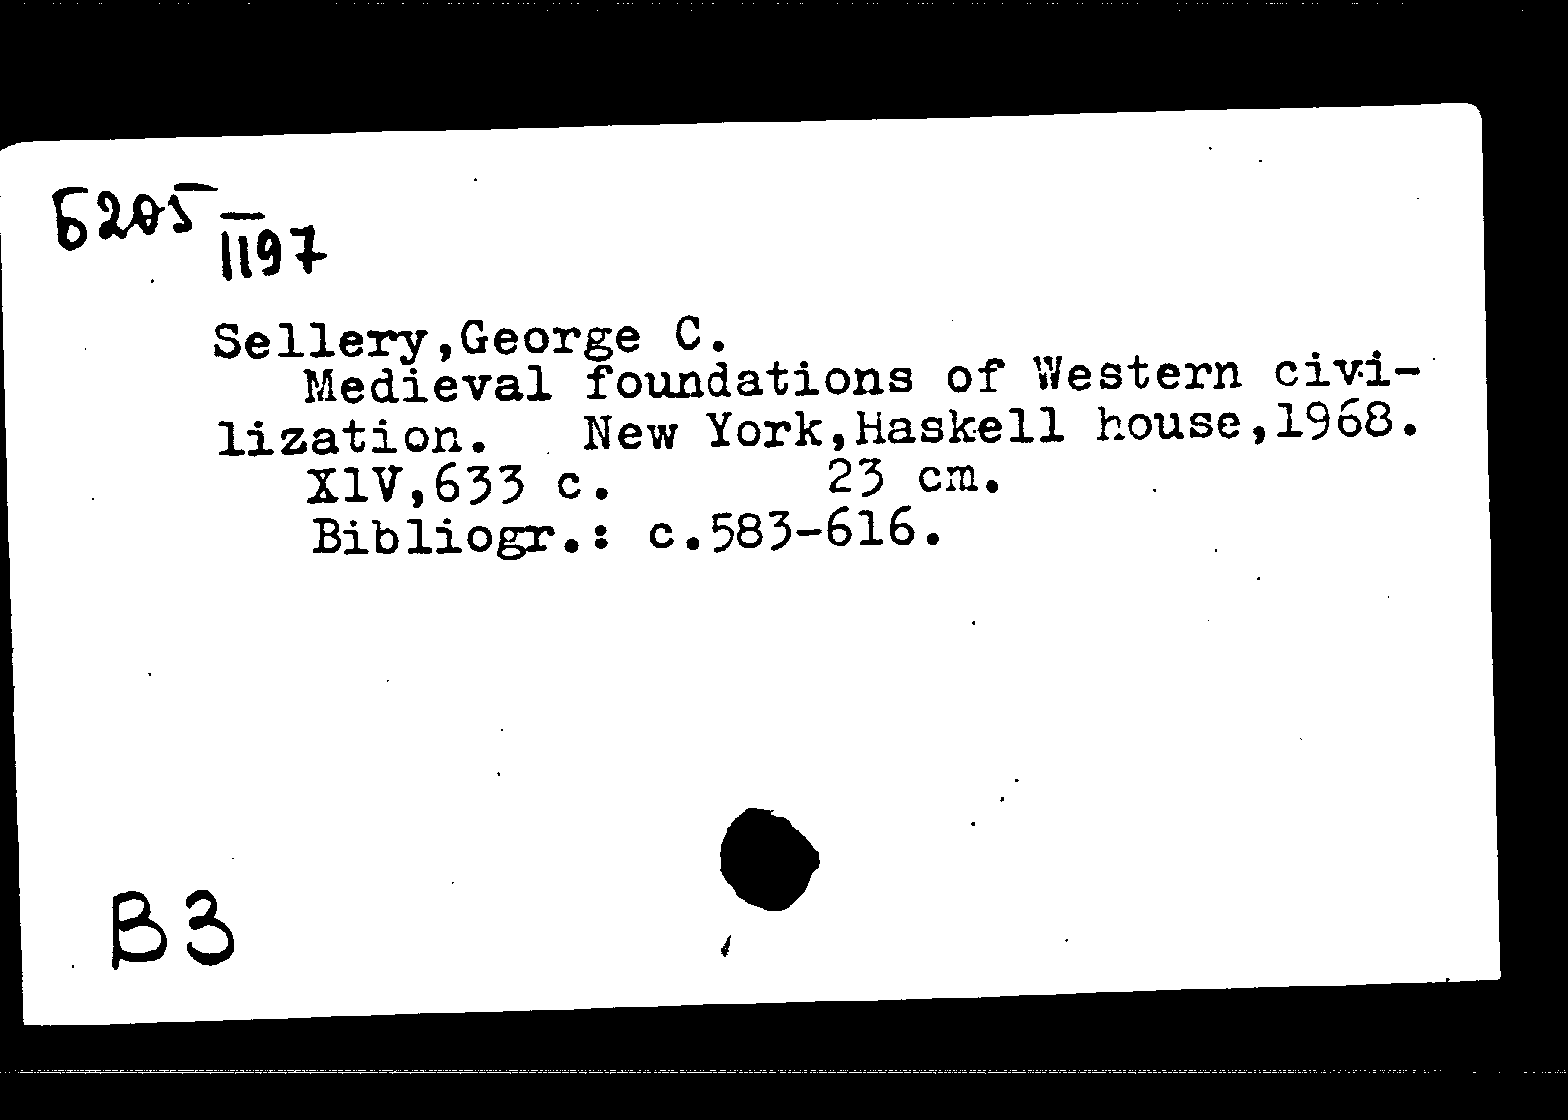 Б205
1197
Sellery,George C.
Medieval foundations of Western civi-
lization. New York,Haskell house,1968.
X1V,633 c. 23 cm.
Bibliogr.: c.583-616.
B3